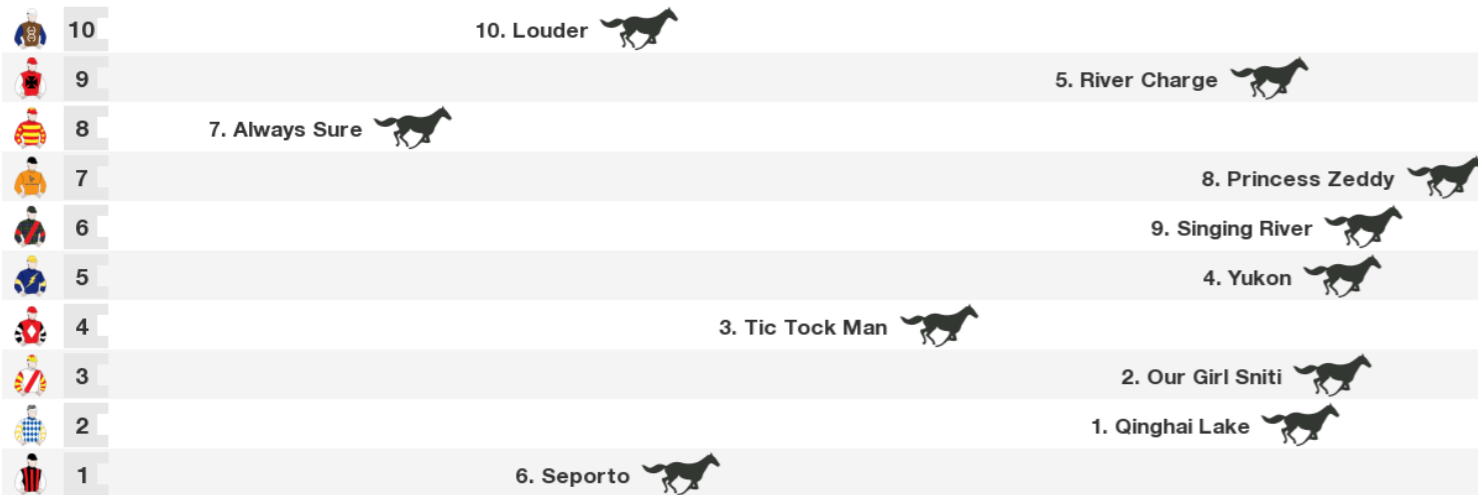 10 10. Louder
9 5. River Charge
8 7. Always Sure
7 8. Princess Zeddy
6 9. Singing River
5 4. Yukon
4 3. Tic Tock Man
3 2. Our Girl Sniti
2 1. Qinghai Lake
1 6. Seporto